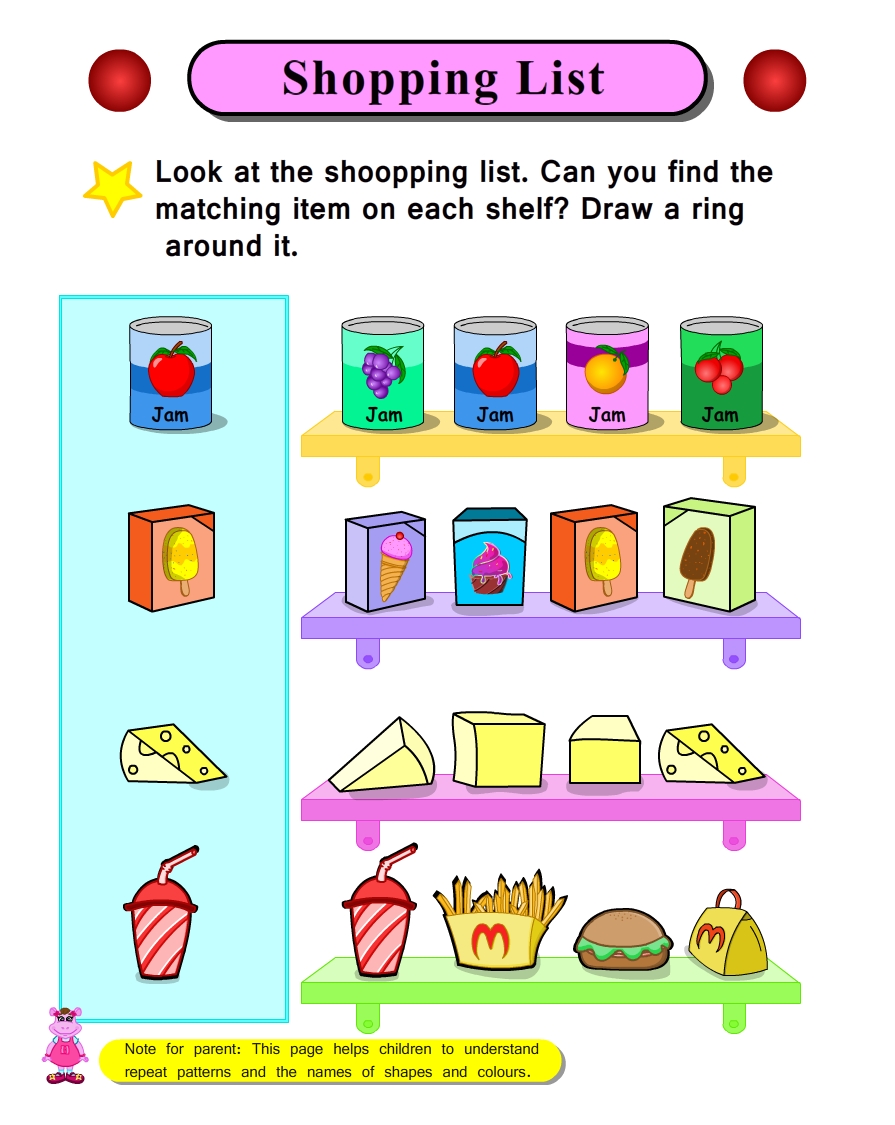 Shopping List
Look at the shoopping list. Can you find the
matching item on each shelf? Draw a ring
around it.
Jam
Jam
Jam
Jam
Jam
M
M
Note for parent: This page helps children to understand
repeat patterns and the names of shapes and colours.